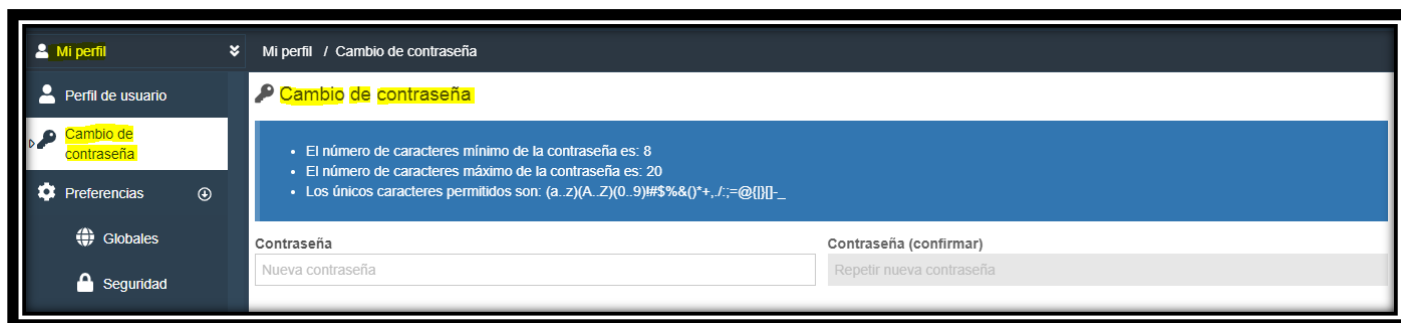 Mi perfil
Mi perfil / Cambio de contraseña
Perfil de usuario
Cambio de
contraseña
Preferencias
Globales
Seguridad
Cambio de contraseña
• El número de caracteres mínimo de la contraseña es: 8
• El número de caracteres máximo de la contraseña es: 20
• Los únicos caracteres permitidos son: (a..z)(A..Z)(0..9)!#$%&()*+,./:;=@{|}[]-_
Contraseña
Nueva contraseña
Contraseña (confirmar)
Repetir nueva contraseña